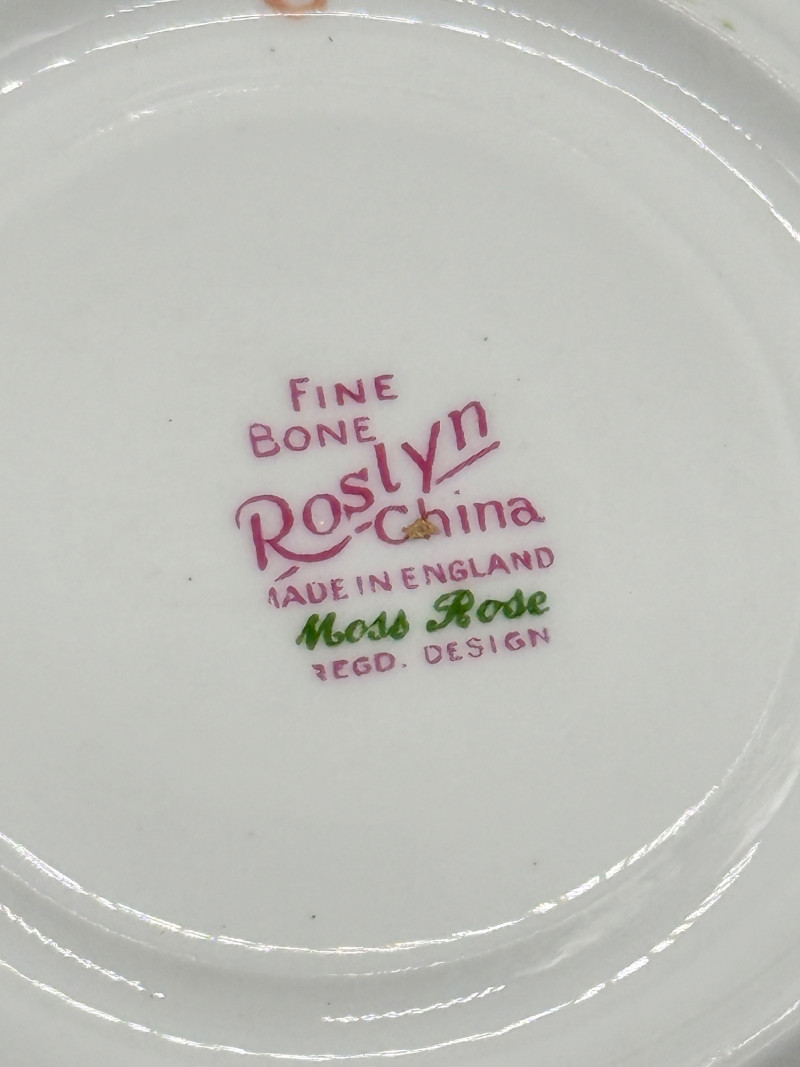 FINE
BONE
Roslyn
China
MADE IN ENGLAND
Moss Rose
REGD. DESIGN